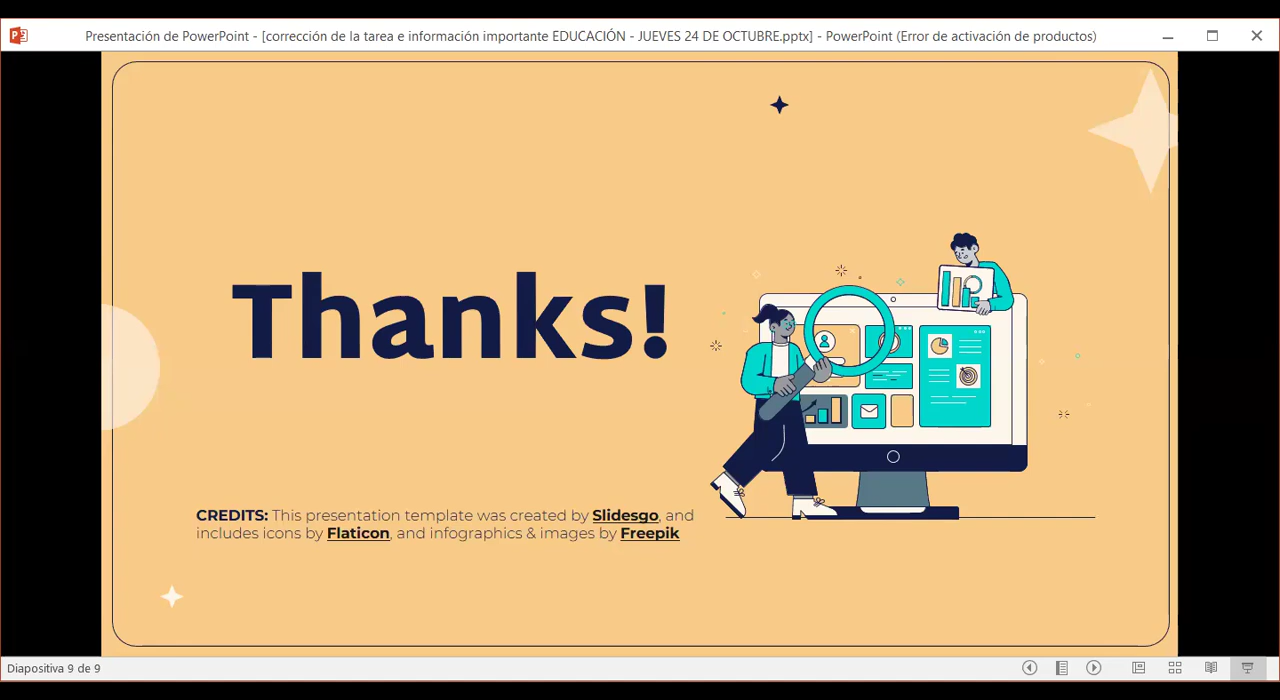 Presentación de PowerPoint - [corrección de la tarea e información importante EDUCACIÓN - JUEVES 24 DE OCTUBRE.pptx] - PowerPoint (Error de activación de productos)
Thanks!
CREDITS: This presentation template was created by Slidesgo, and
includes icons by Flaticon, and infographics & images by Freepik
Diapositiva 9 de 9